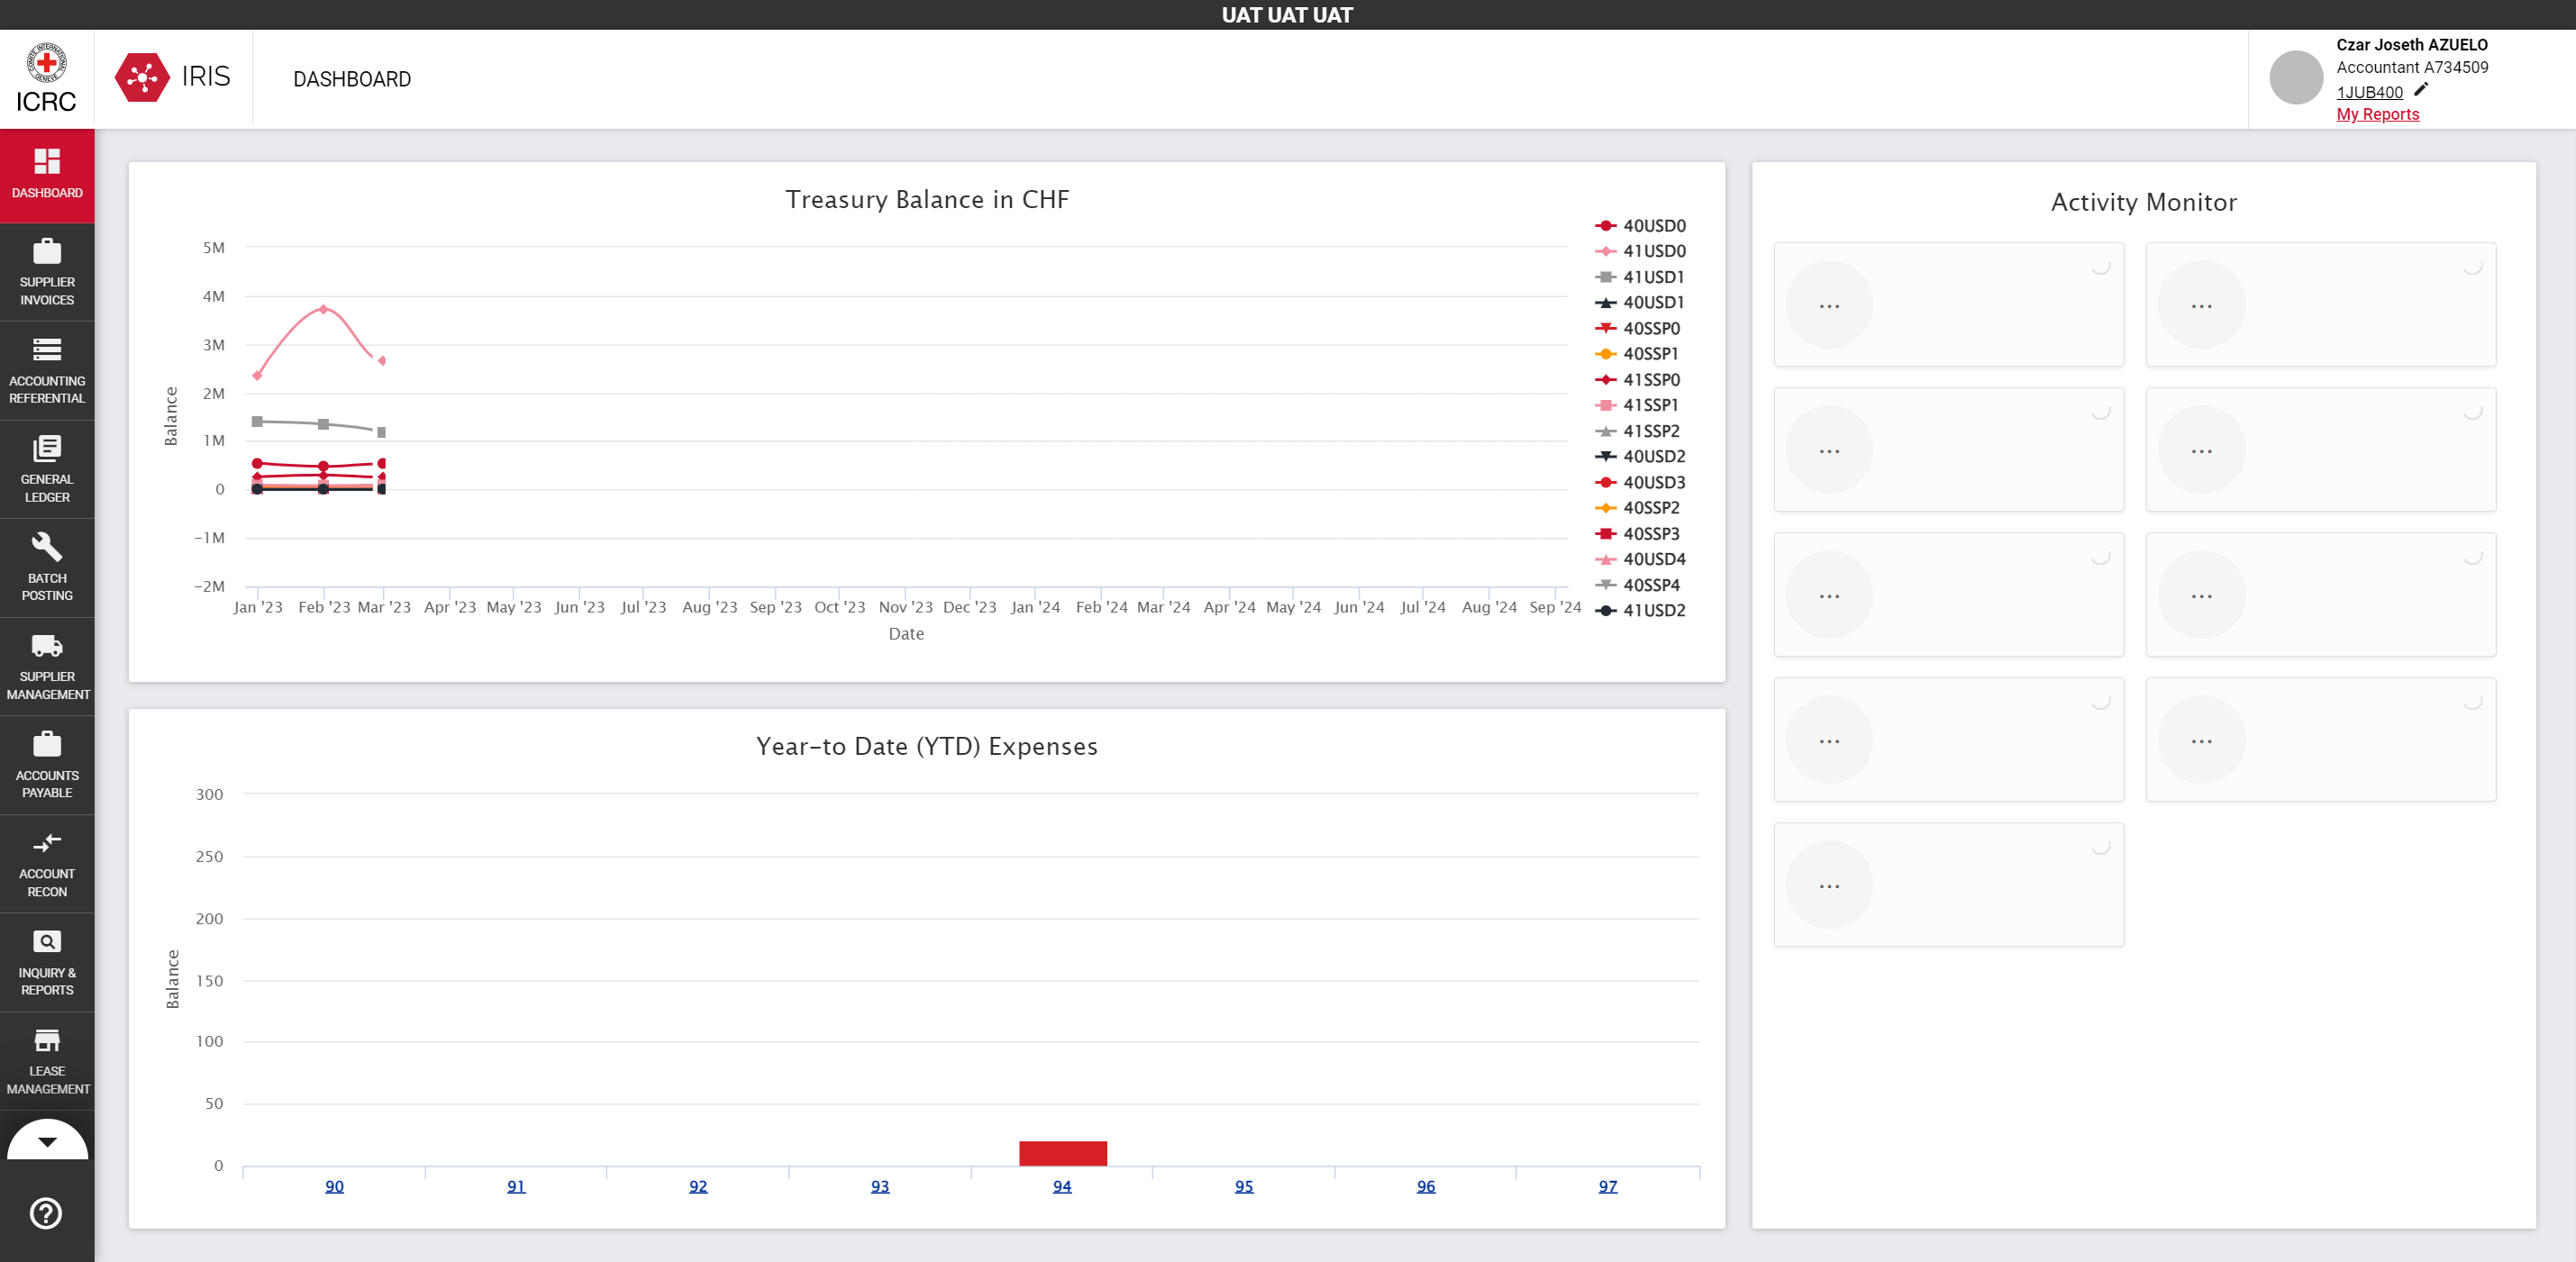 UAT UAT UAT
COMITE INTERNATIONAL GENEVE
ICRC
IRIS
DASHBOARD
Czar Joseth AZUELO
Accountant A734509
1JUB400
My Reports
DASHBOARD
SUPPLIER
INVOICES
ACCOUNTING
REFERENTIAL
GENERAL
LEDGER
BATCH
POSTING
SUPPLIER
MANAGEMENT
ACCOUNTS
PAYABLE
ACCOUNT
RECON
INQUIRY &
REPORTS
LEASE
MANAGEMENT
Treasury Balance in CHF
5M
4M
3M
2M
1M
0
-1M
-2M
Balance
Jan '23 Feb '23 Mar '23 Apr '23 May '23 Jun '23 Jul '23 Aug '23 Sep '23 Oct '23 Nov '23 Dec '23 Jan '24 Feb '24 Mar '24 Apr '24 May '24 Jun '24 Jul '24 Aug '24 Sep '24
Date
40USD0
41USD0
41USD1
40USD1
40SSP0
40SSP1
41SSP0
41SSP1
41SSP2
40USD2
40USD3
40SSP2
40SSP3
40USD4
40SSP4
41USD2
Year-to Date (YTD) Expenses
300
250
200
150
100
50
0
Balance
90 91 92 93 94 95 96 97
Activity Monitor
... ...
... ...
... ...
... ...
...